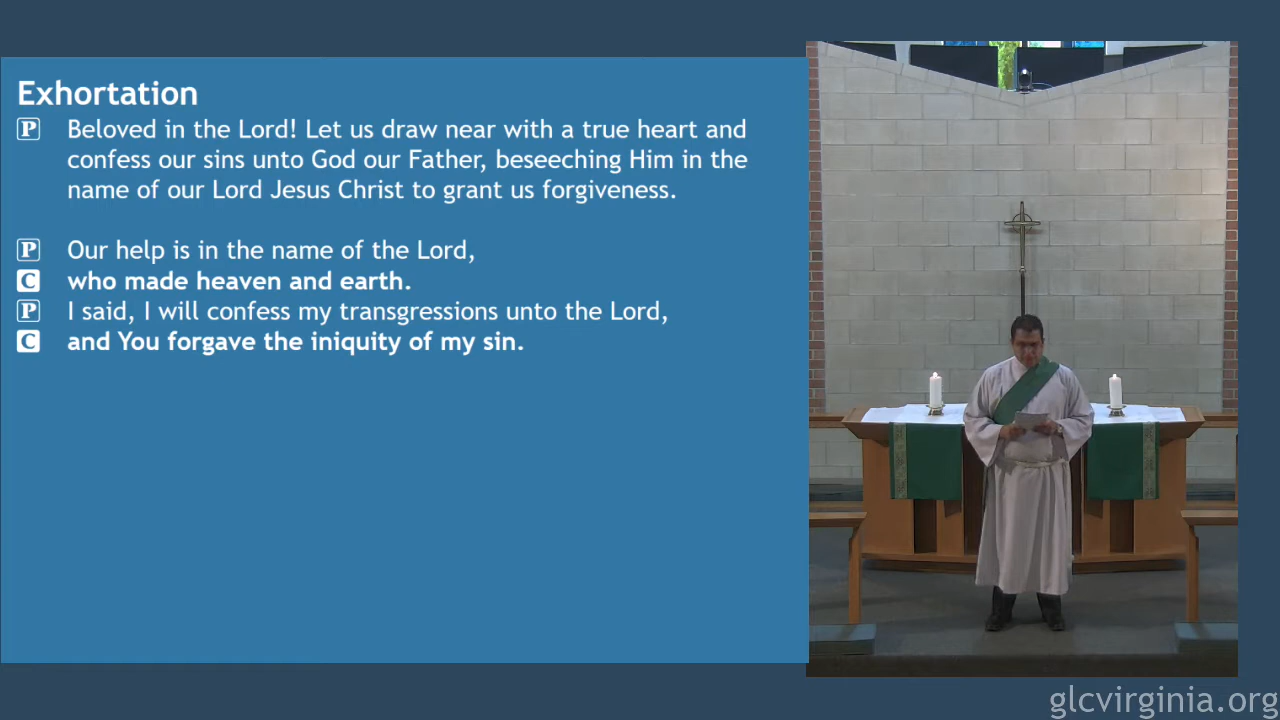 Exhortation
P Beloved in the Lord! Let us draw near with a true heart and
confess our sins unto God our Father, beseeching Him in the
name of our Lord Jesus Christ to grant us forgiveness.
P Our help is in the name of the Lord,
C who made heaven and earth.
P I said, I will confess my transgressions unto the Lord,
C and You forgave the iniquity of my sin.
glcvirginia.org